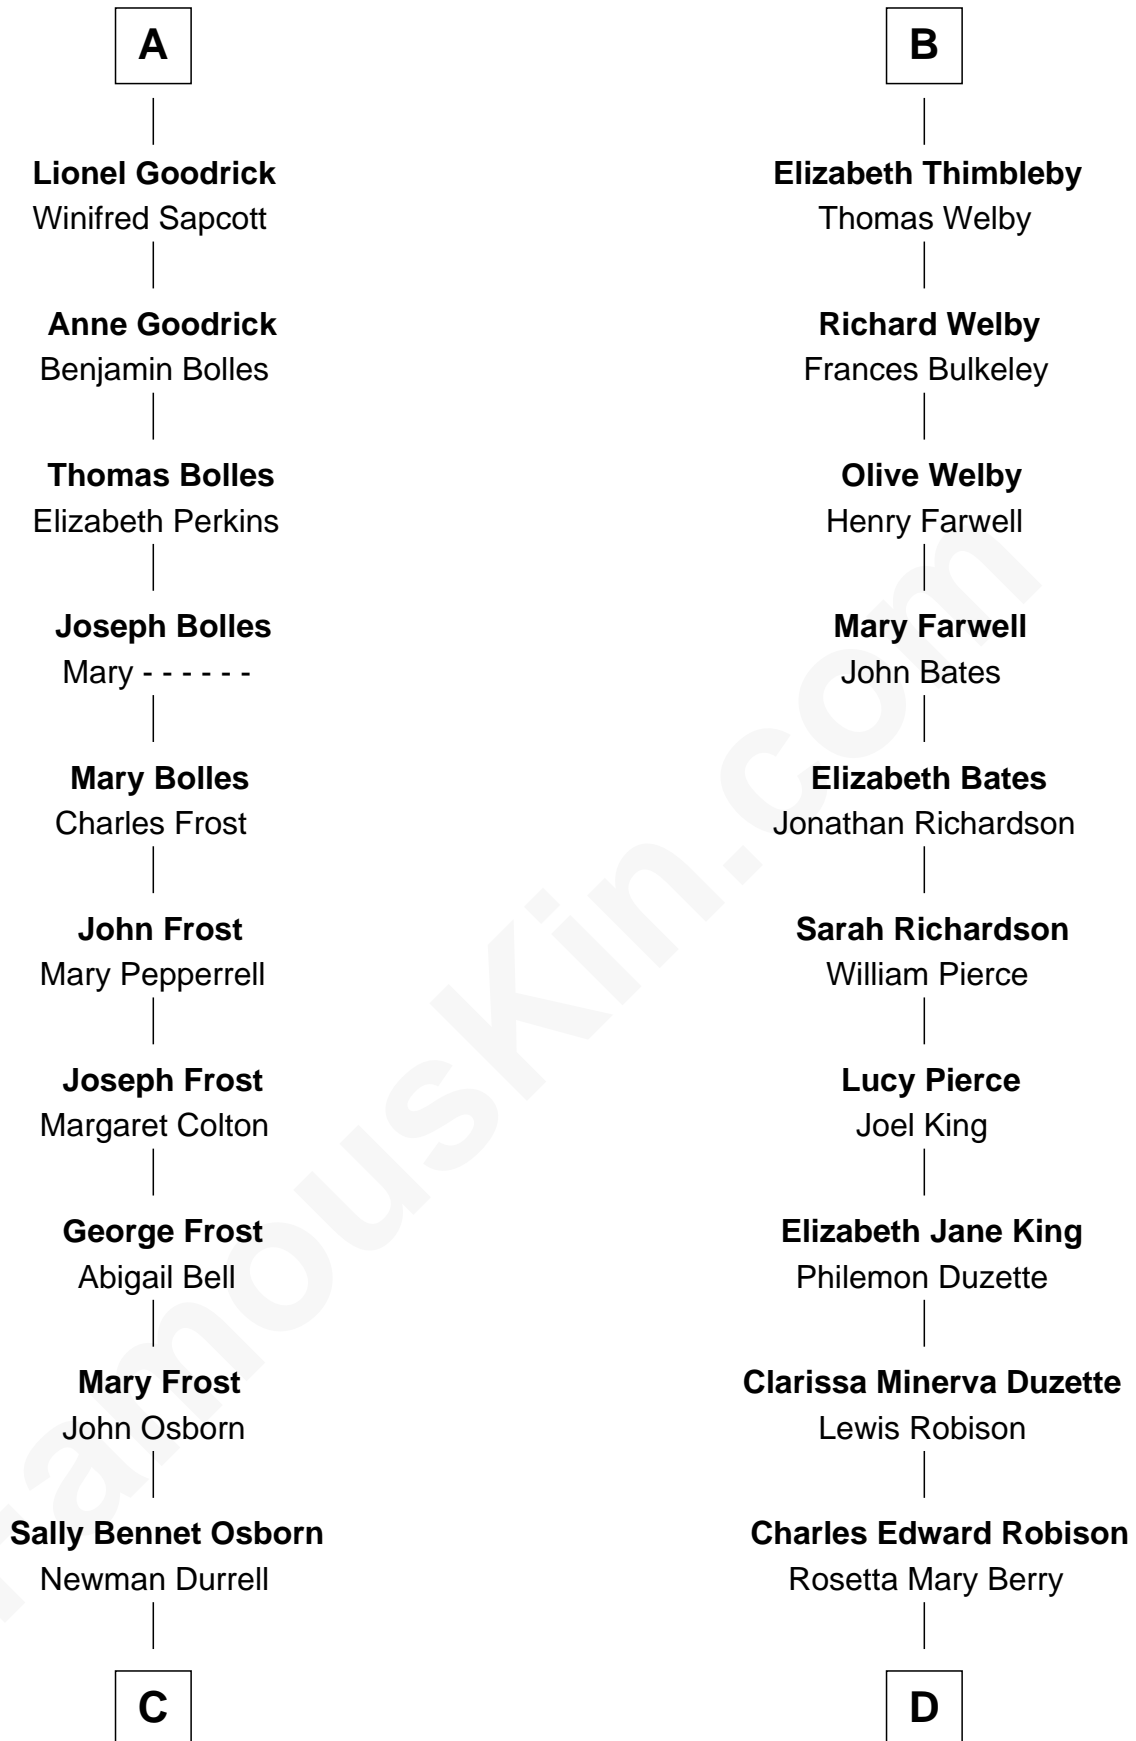 A
Lionel Goodrick
Winifred Sapcott
Anne Goodrick
Benjamin Bolles
Thomas Bolles
Elizabeth Perkins
Joseph Bolles
Mary - - - - - -
Mary Bolles
Charles Frost
John Frost
Mary Pepperrell
Joseph Frost
Margaret Colton
George Frost
Abigail Bell
Mary Frost
John Osborn
Sally Bennet Osborn
Newman Durrell
C
B
Elizabeth Thimbleby
Thomas Welby
Richard Welby
Frances Bulkeley
Olive Welby
Henry Farwell
Mary Farwell
John Bates
Elizabeth Bates
Jonathan Richardson
Sarah Richardson
William Pierce
Lucy Pierce
Joel King
Elizabeth Jane King
Philemon Duzette
Clarissa Minerva Duzette
Lewis Robison
Charles Edward Robison
Rosetta Mary Berry
D
FamousKin.com